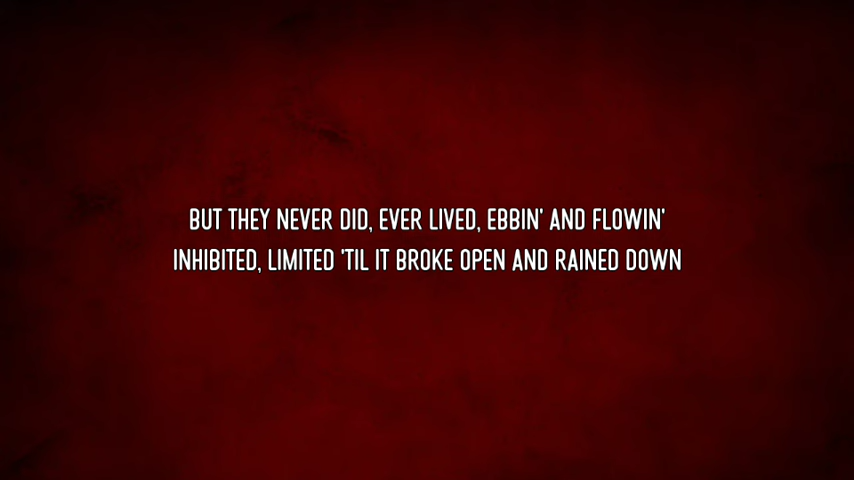 BUT THEY NEVER DID, EVER LIVED, EBBIN' AND FLOWIN'
INHIBITED, LIMITED 'TIL IT BROKE OPEN AND RAINED DOWN